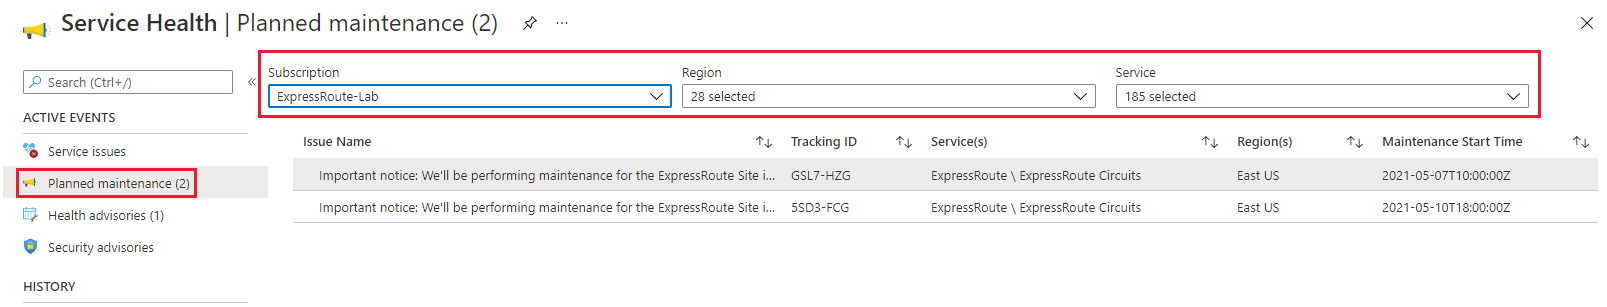 Service Health | Planned maintenance (2) ...
Search (Ctrl+/)
«
Subscription Region Service
ExpressRoute-Lab 28 selected 185 selected
ACTIVE EVENTS
Service issues
Planned maintenance (2)
Health advisories (1)
Security advisories
HISTORY
Issue Name Tracking ID Service(s) Region(s) Maintenance Start Time
Important notice: We'll be performing maintenance for the ExpressRoute Site i... GSL7-HZG ExpressRoute \ ExpressRoute Circuits East US 2021-05-07T10:00:00Z
Important notice: We'll be performing maintenance for the ExpressRoute Site i... 5SD3-FCG ExpressRoute \ ExpressRoute Circuits East US 2021-05-10T18:00:00Z